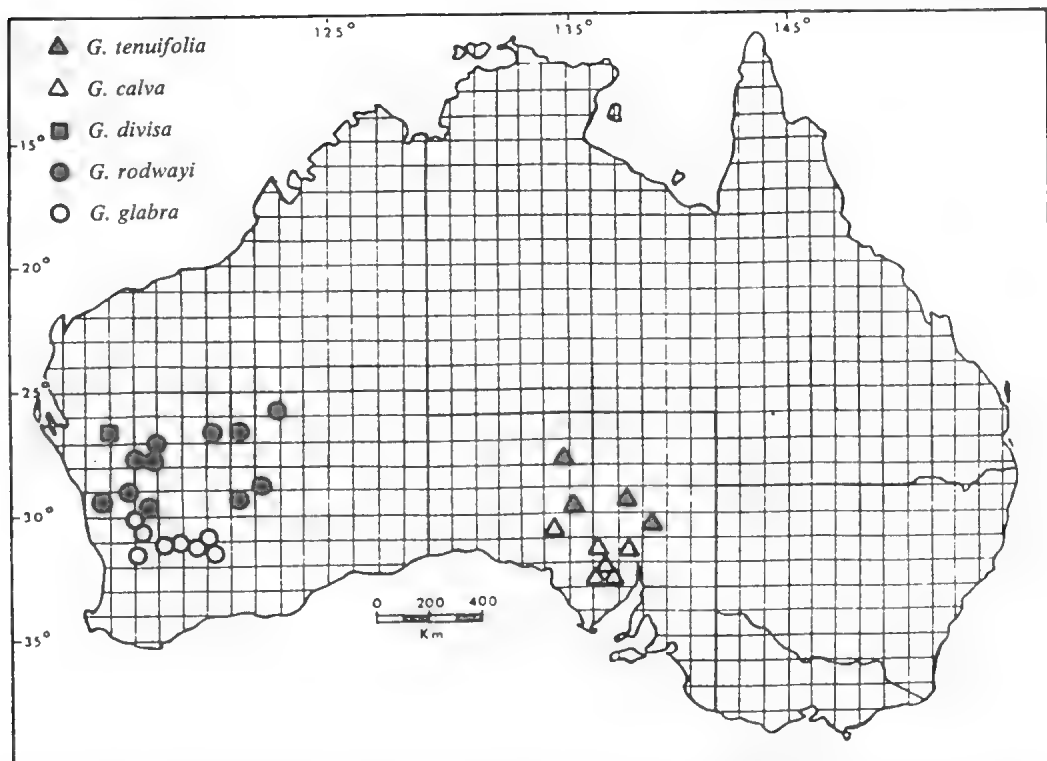 125°
135°
145°
G. tenuifolia
G. calva
G. divisa
G. rodwayi
G. glabra
15°
20°
25°
30°
35°
0 200 400
Km